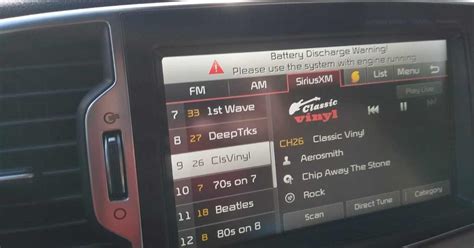 Battery Discharge Warning!
Please use the system with engine running
FM AM SiriusXM List Menu
7 33 1st Wave
8 27 DeepTrks
9 26 ClsVinyl
10 7 70s on 7
11 18 Beatles
12 8 80s on 8
Classic
vinyl
Play Live
CH26 Classic Vinyl
Aerosmith
Chip Away The Stone
Rock
Scan Direct Tune Category